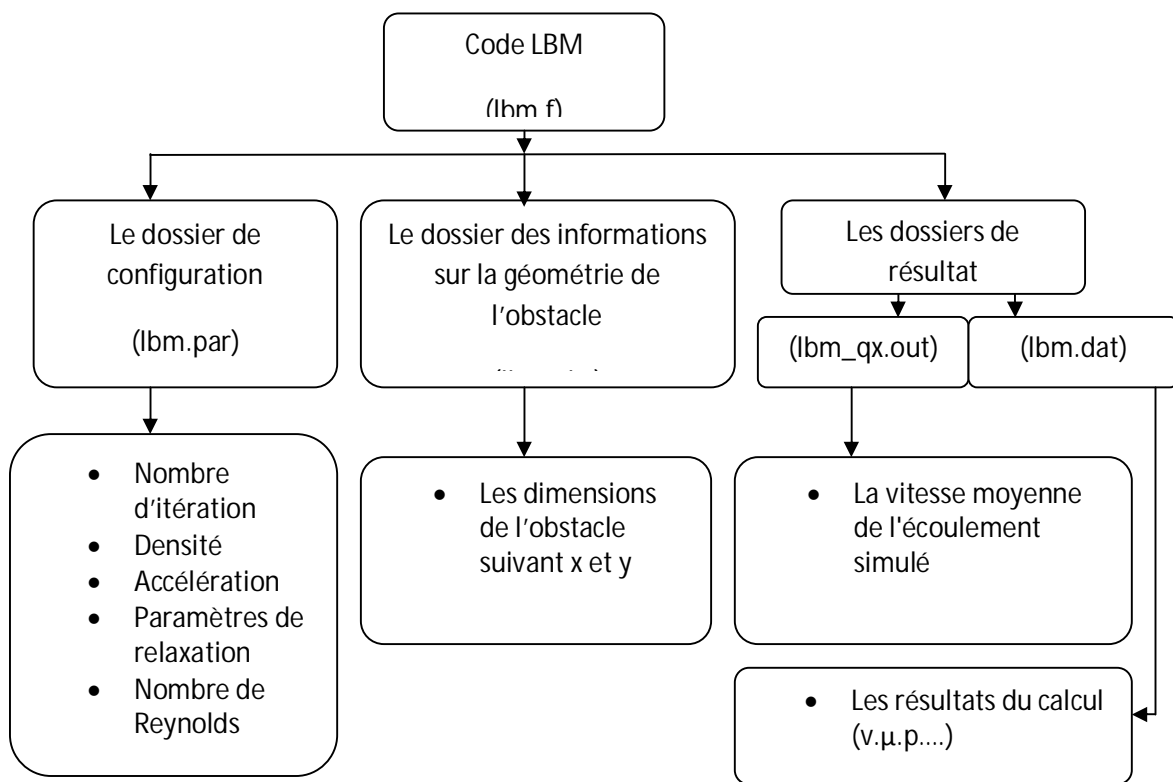 Code LBM
(lbm.f)
Le dossier de
configuration
(lbm.par)
Le dossier des informations
sur la géométrie de
l’obstacle
Les dossiers de
résultat
(lbm_qx.out)
(lbm.dat)
• Nombre
d’itération
• Densité
• Accélération
• Paramètres de
relaxation
• Nombre de
Reynolds
• Les dimensions
de l’obstacle
suivant x et y
• La vitesse moyenne
de l'écoulement
simulé
• Les résultats du calcul
(v.µ.p....)